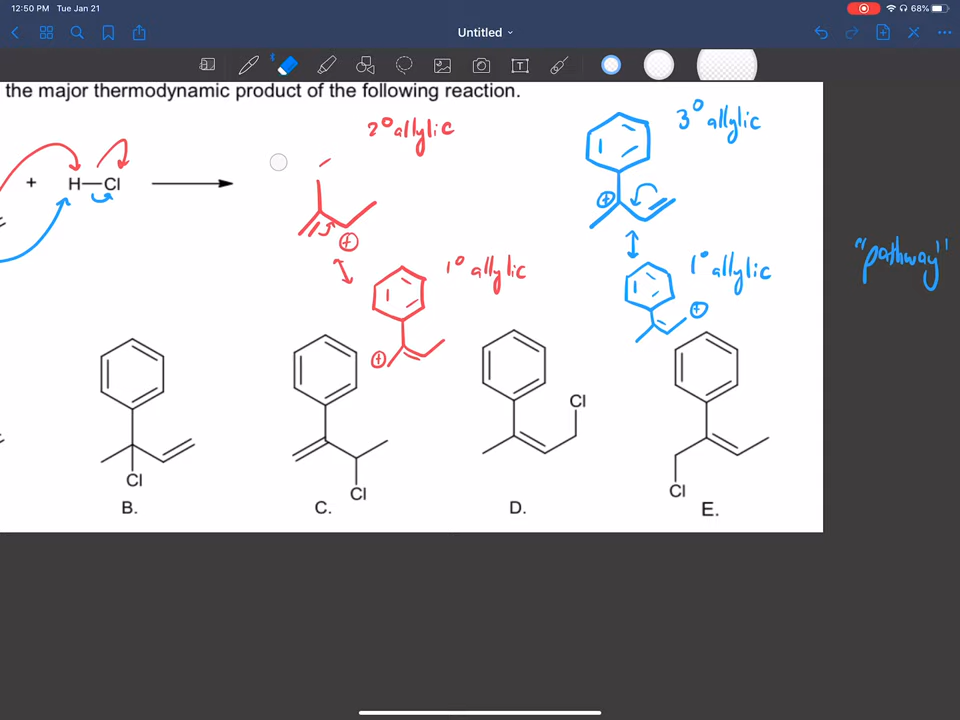 12:50 PM Tue Jan 21
68%
Untitled
T
the major thermodynamic product of the following reaction.
2° allylic
3° allylic
+ H—Cl
+
+
"pathway"
1° allylic
1° allylic
+
+
Cl
Cl
Cl
Cl
B. C. D. E.